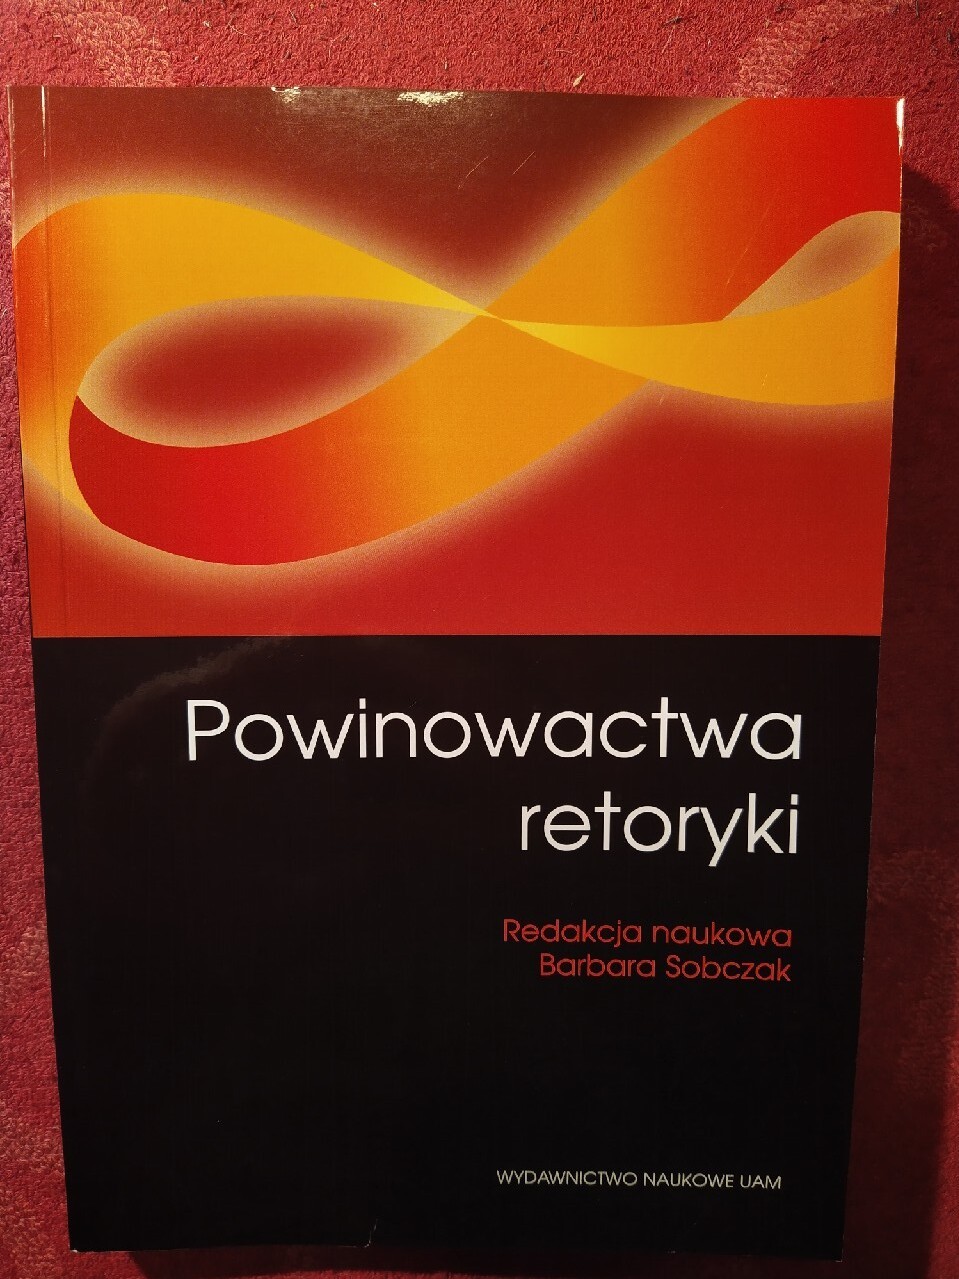 Powinowactwa
retoryki
Redakcja naukowa
Barbara Sobczak
WYDAWNICTWO NAUKOWE UAM